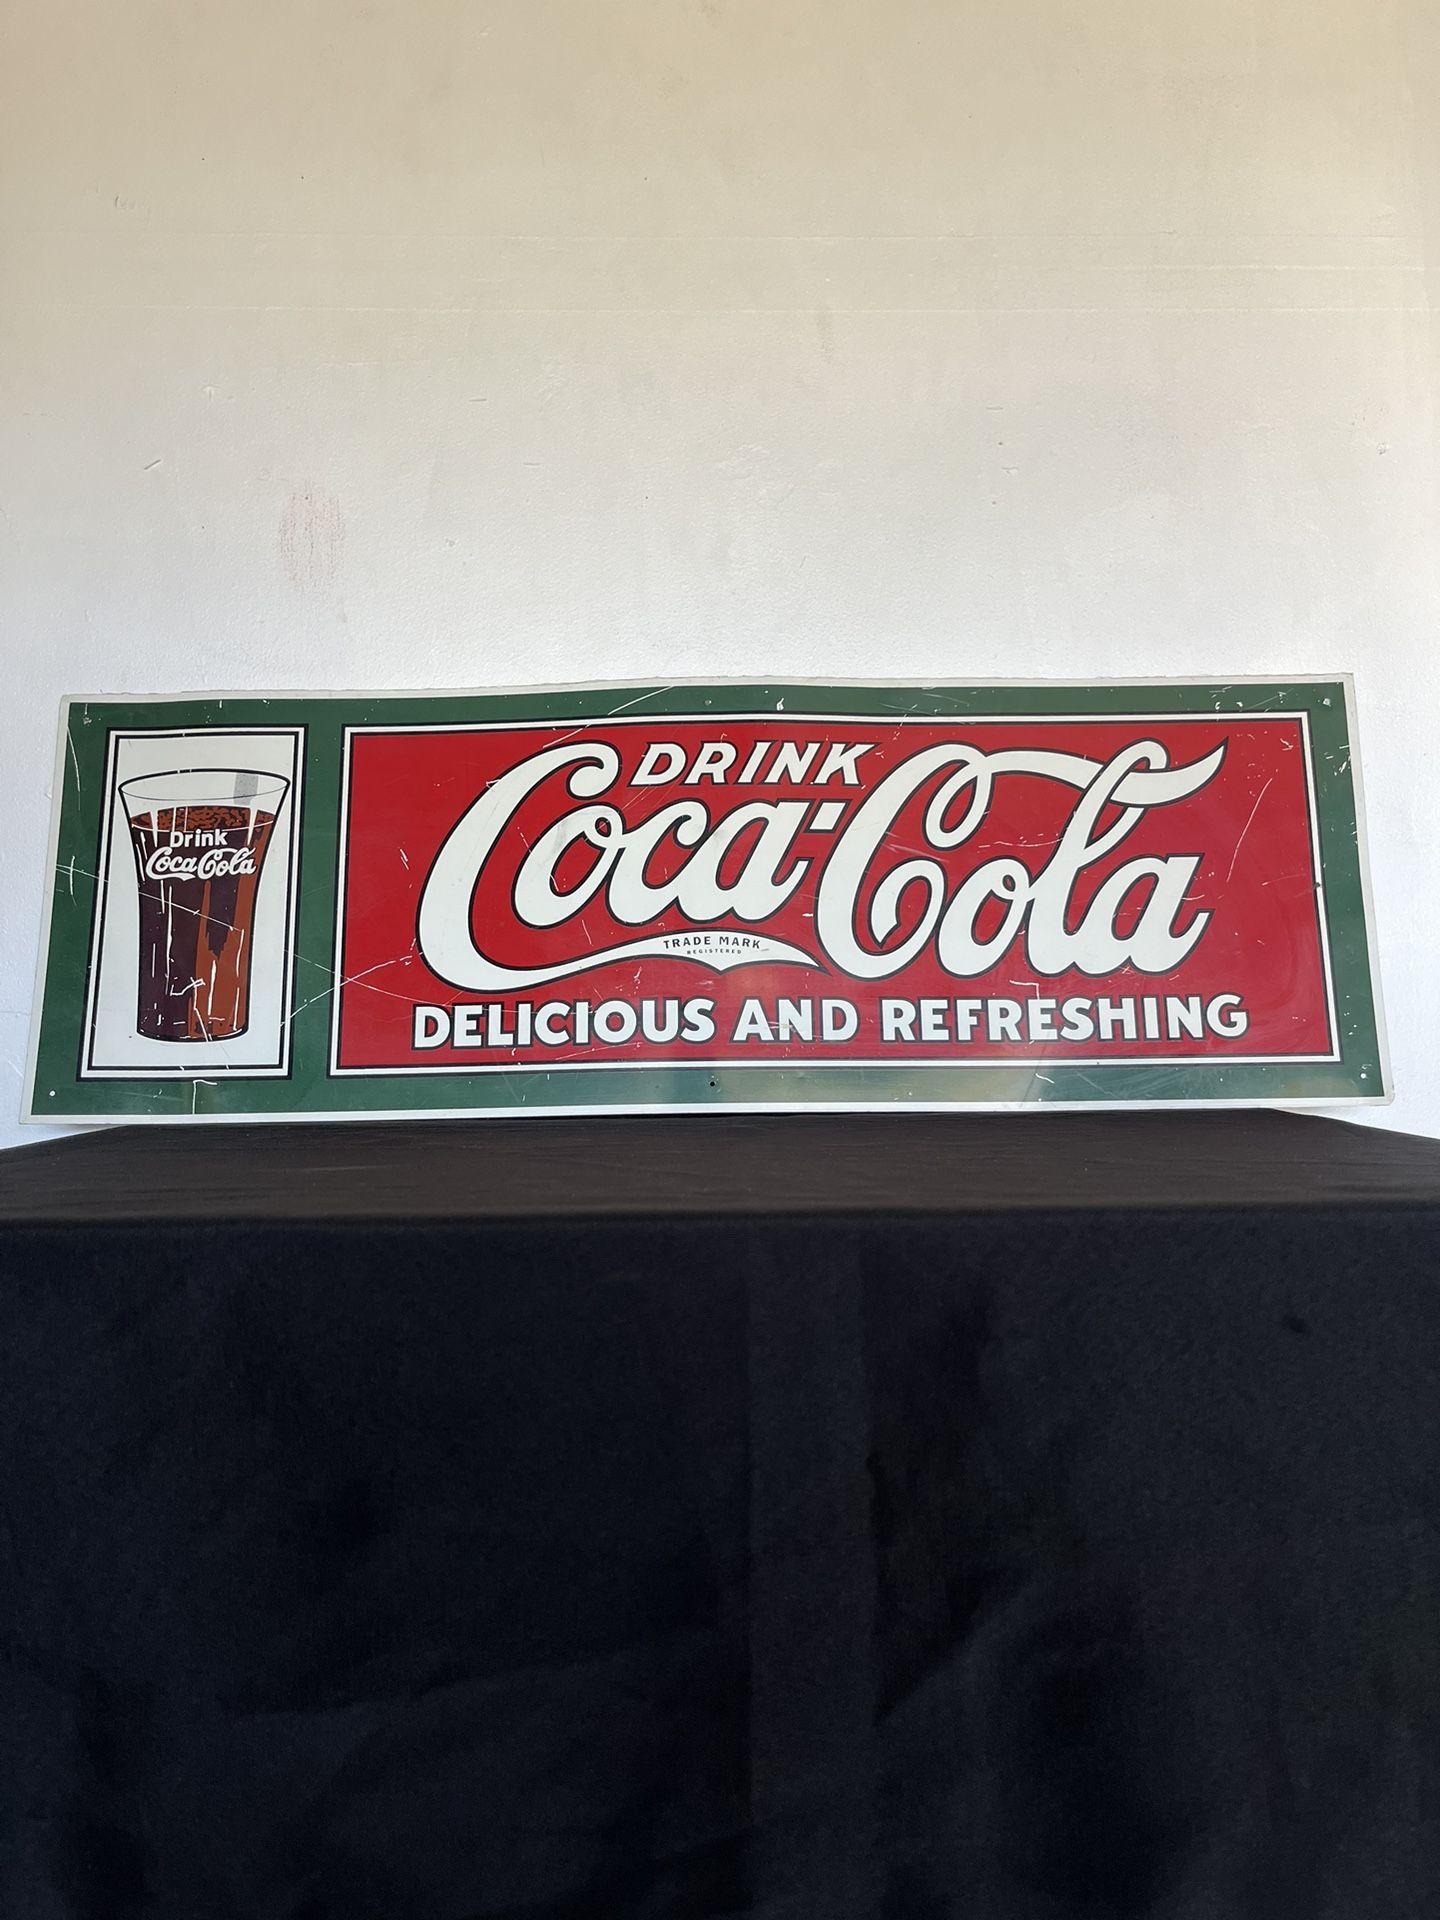 Drink
Coca-Cola
DRINK
Coca-Cola
TRADE MARK
REGISTERED
DELICIOUS AND REFRESHING